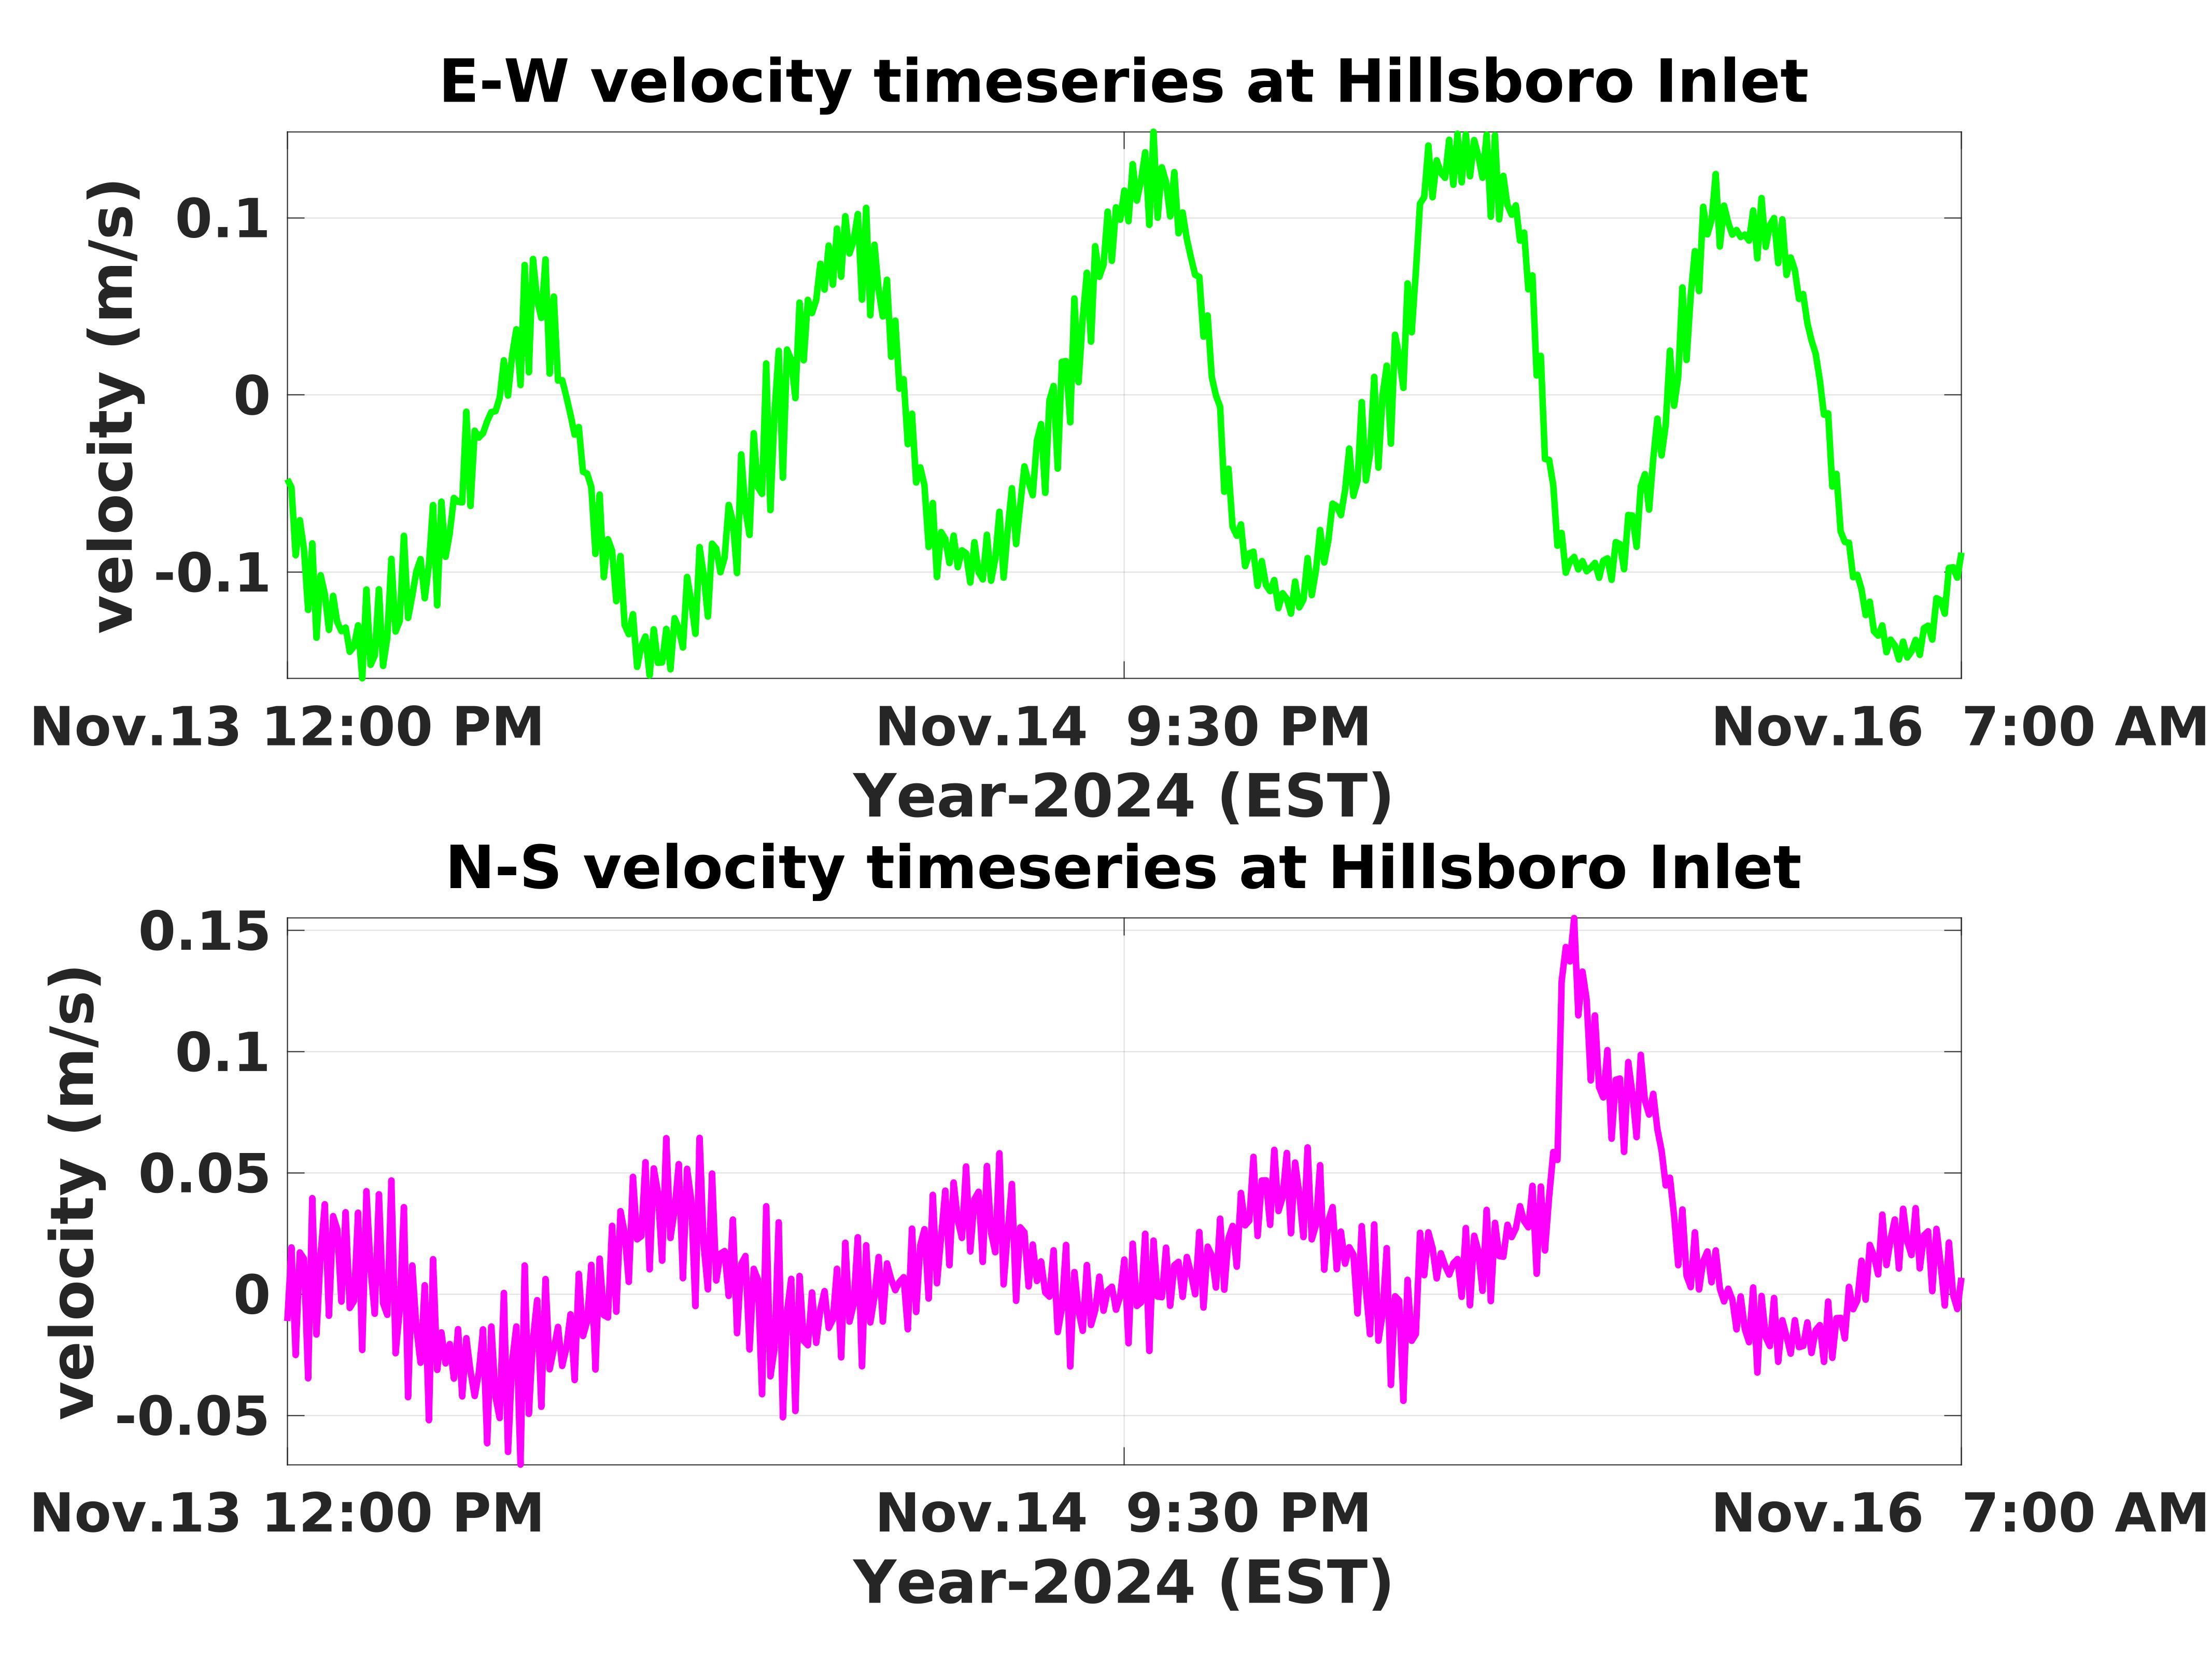 E-W velocity timeseries at Hillsboro Inlet
velocity (m/s)
0.1
0
-0.1
Nov.13 12:00 PM
Nov.14  9:30 PM
Nov.16  7:00 AM
Year-2024 (EST)
N-S velocity timeseries at Hillsboro Inlet
velocity (m/s)
0.15
0.1
0.05
0
-0.05
Nov.13 12:00 PM
Nov.14  9:30 PM
Nov.16  7:00 AM
Year-2024 (EST)